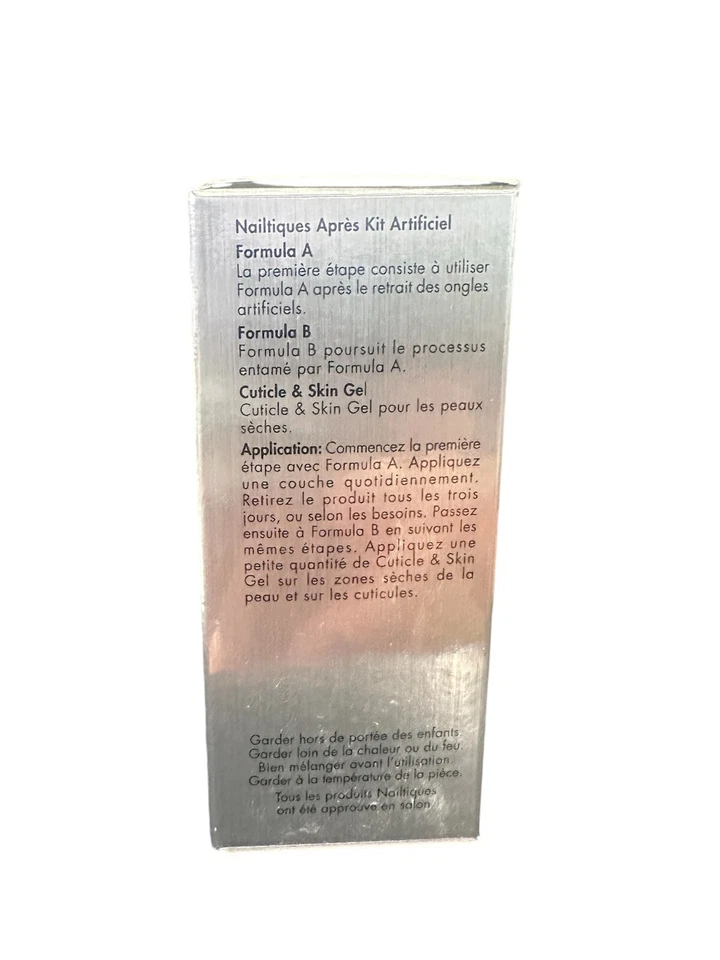 Nailtiques Après Kit Artificiel
Formula A
La première étape consiste à utiliser
Formula A après le retrait des ongles
artificiels.
Formula B
Formula B poursuit le processus
entamé par Formula A.
Cuticle & Skin Gel
Cuticle & Skin Gel pour les peaux
sèches.
Application: Commencez la première
étape avec Formula A. Appliquez
une couche quotidiennement.
Retirez le produit tous les trois
jours, ou selon les besoins. Passez
ensuite à Formula B en suivant les
mêmes étapes. Appliquez une
petite quantité de Cuticle & Skin
Gel sur les zones sèches de la
peau et sur les cuticules.
Garder hors de portée des enfants.
Garder loin de la chaleur ou du feu.
Bien mélanger avant l'utilisation.
Garder à la température de la pièce.
Tous les produits Nailtiques
ont été approuvé en salon